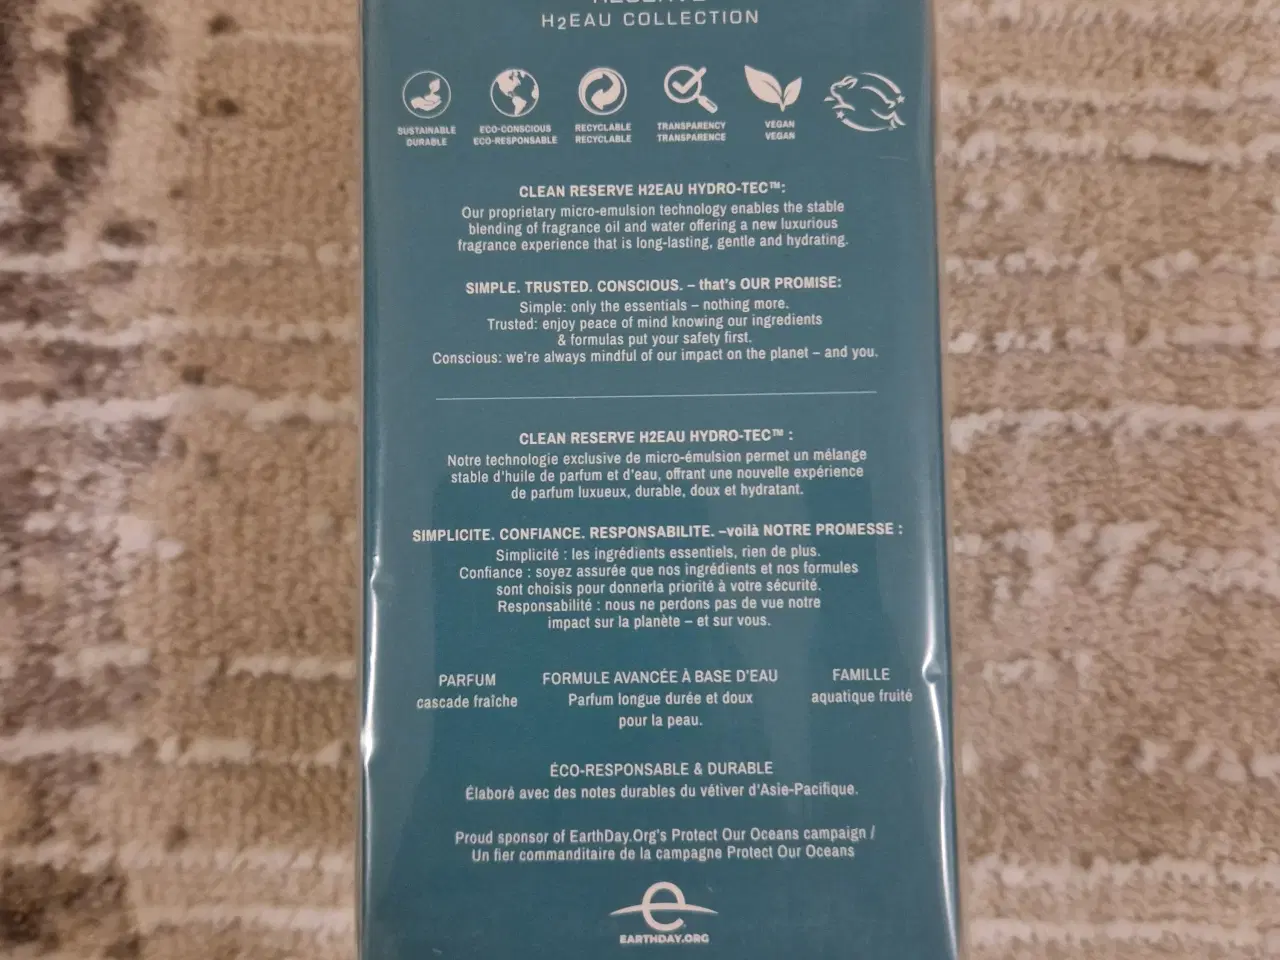 RESERVE
H2EAU COLLECTION
SUSTAINABLE
DURABLE
ECO-CONSCIOUS
ECO-RESPONSABLE
RECYCLABLE
RECYCLABLE
TRANSPARENCY
TRANSPARENCE
VEGAN
VEGAN
CLEAN RESERVE H2EAU HYDRO-TEC™:
Our proprietary micro-emulsion technology enables the stable
blending of fragrance oil and water offering a new luxurious
fragrance experience that is long-lasting, gentle and hydrating.
SIMPLE. TRUSTED. CONSCIOUS. – that's OUR PROMISE:
Simple: only the essentials – nothing more.
Trusted: enjoy peace of mind knowing our ingredients
& formulas put your safety first.
Conscious: we're always mindful of our impact on the planet – and you.
CLEAN RESERVE H2EAU HYDRO-TEC™ :
Notre technologie exclusive de micro-émulsion permet un mélange
stable d'huile de parfum et d'eau, offrant une nouvelle expérience
de parfum luxueux, durable, doux et hydratant.
SIMPLICITE. CONFIANCE. RESPONSABILITE. –voilà NOTRE PROMESSE :
Simplicité : les ingrédients essentiels, rien de plus.
Confiance : soyez assurée que nos ingrédients et nos formules
sont choisis pour donnerla priorité à votre sécurité.
Responsabilité : nous ne perdons pas de vue notre
impact sur la planète – et sur vous.
PARFUM
cascade fraîche
FORMULE AVANCÉE À BASE D'EAU
Parfum longue durée et doux
pour la peau.
FAMILLE
aquatique fruité
ÉCO-RESPONSABLE & DURABLE
Élaboré avec des notes durables du vétiver d'Asie-Pacifique.
Proud sponsor of EarthDay.Org's Protect Our Oceans campaign /
Un fier commanditaire de la campagne Protect Our Oceans
e
EARTHDAY.ORG